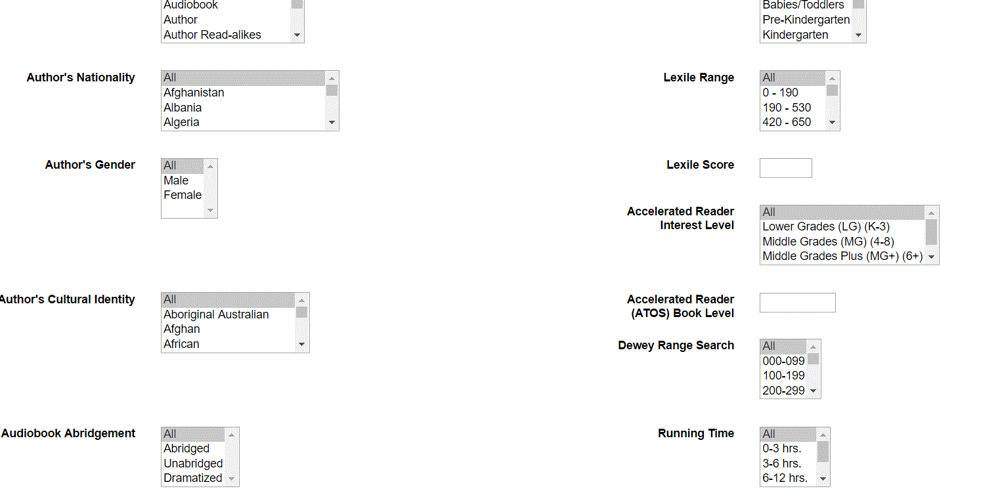 Audiobook
Author
Author Read-alikes
Babies/Toddlers
Pre-Kindergarten
Kindergarten
Author's Nationality
All
Afghanistan
Albania
Algeria
Lexile Range
All
0 - 190
190 - 530
420 - 650
Author's Gender
All
Male
Female
Lexile Score
Accelerated Reader
Interest Level
All
Lower Grades (LG) (K-3)
Middle Grades (MG) (4-8)
Middle Grades Plus (MG+) (6+)
Author's Cultural Identity
All
Aboriginal Australian
Afghan
African
Accelerated Reader
(ATOS) Book Level
Dewey Range Search
All
000-099
100-199
200-299
Audiobook Abridgement
All
Abridged
Unabridged
Dramatized
Running Time
All
0-3 hrs.
3-6 hrs.
6-12 hrs.